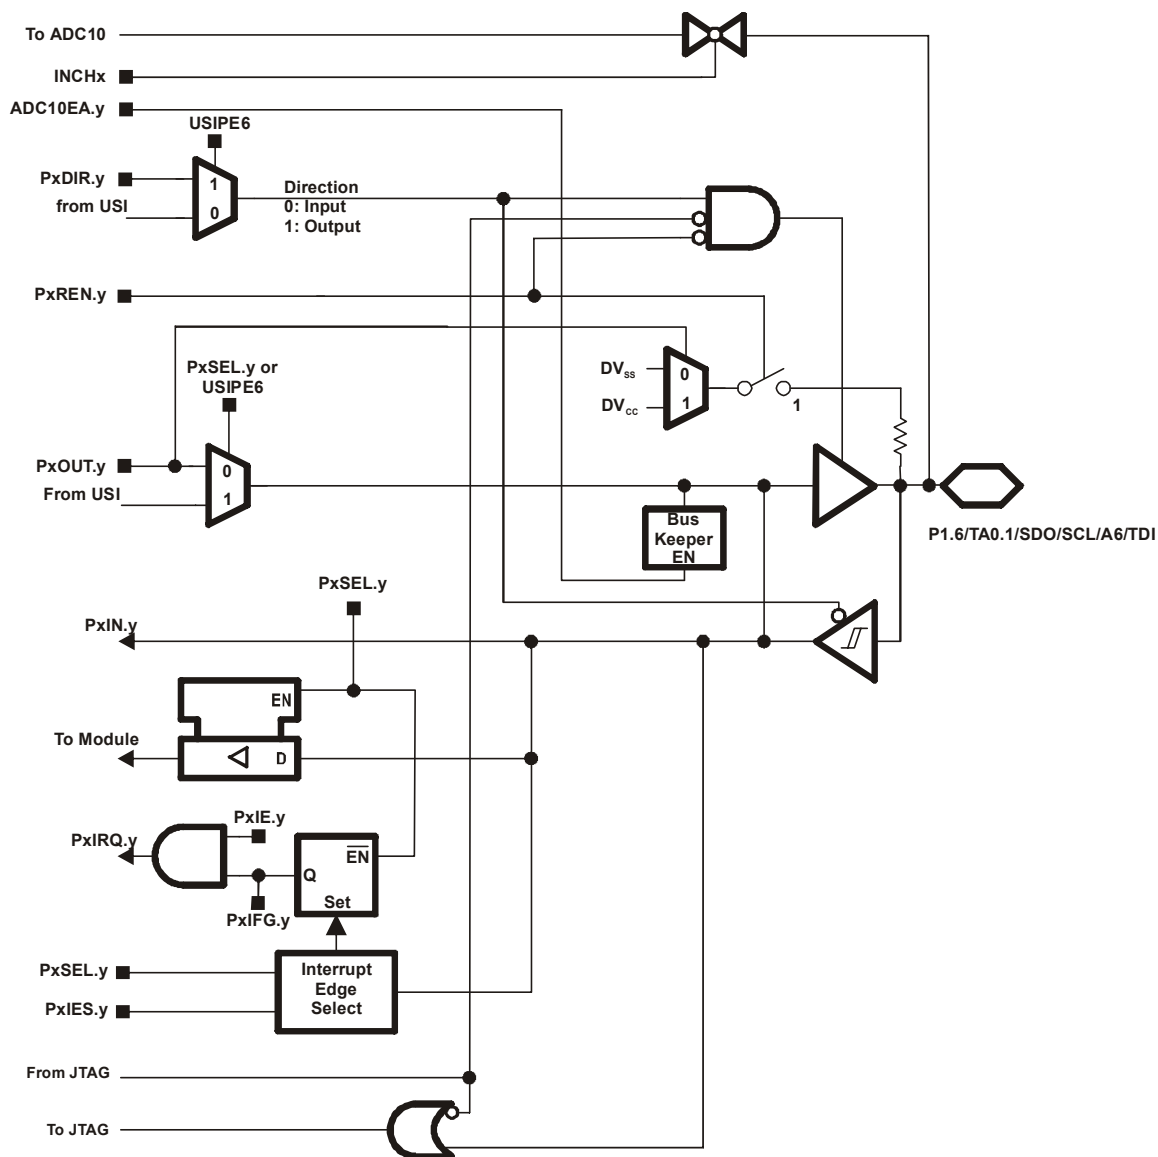 To ADC10
INCHx
ADC10EA.y
USIPE6
PxDIR.y
1
from USI
0
Direction
0: Input
1: Output
PxREN.y
PxSEL.y or
USIPE6
DVSS
0
DVCC
1
1
PxOUT.y
0
From USI
1
Bus
Keeper
EN
P1.6/TA0.1/SDO/SCL/A6/TDI
PxSEL.y
PxIN.y
EN
To Module
D
PxIE.y
PxIRQ.y
EN
Q
Set
PxIFG.y
PxSEL.y
PxIES.y
Interrupt
Edge
Select
From JTAG
To JTAG